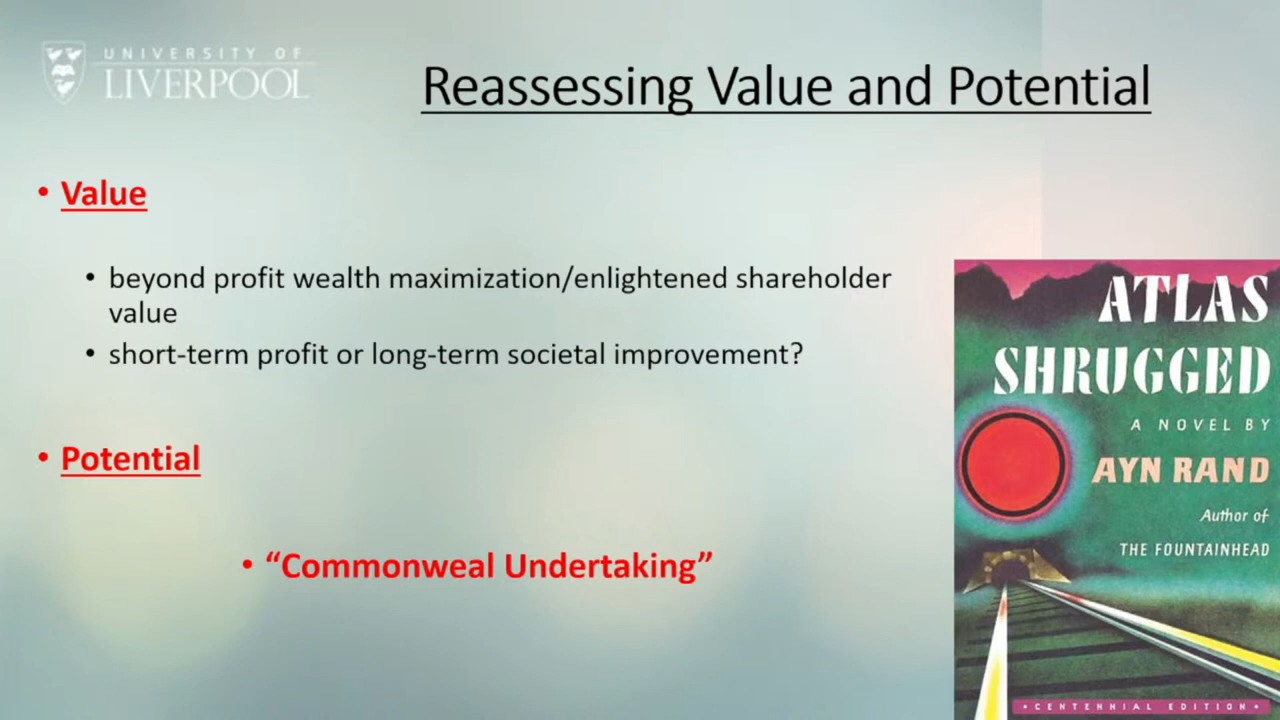 UNIVERSITY OF
LIVERPOOL
Reassessing Value and Potential
• Value
• beyond profit wealth maximization/enlightened shareholder
value
• short-term profit or long-term societal improvement?
• Potential
• “Commonweal Undertaking”
ATLAS
SHRUGGED
A NOVEL BY
AYN RAND
Author of
THE FOUNTAINHEAD
•CENTENNIAL EDITION•